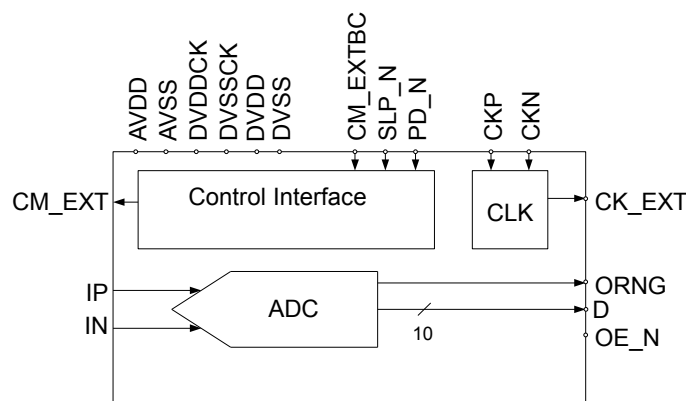 AVDD
AVSS
DVDDCK
DVSSCK
DVDD
DVSS
CM_EXTBC
SLP_N
PD_N
CKP
CKN
CM_EXT
Control Interface
CLK
CK_EXT
IP
IN
ADC
10
ORNG
D
OE_N